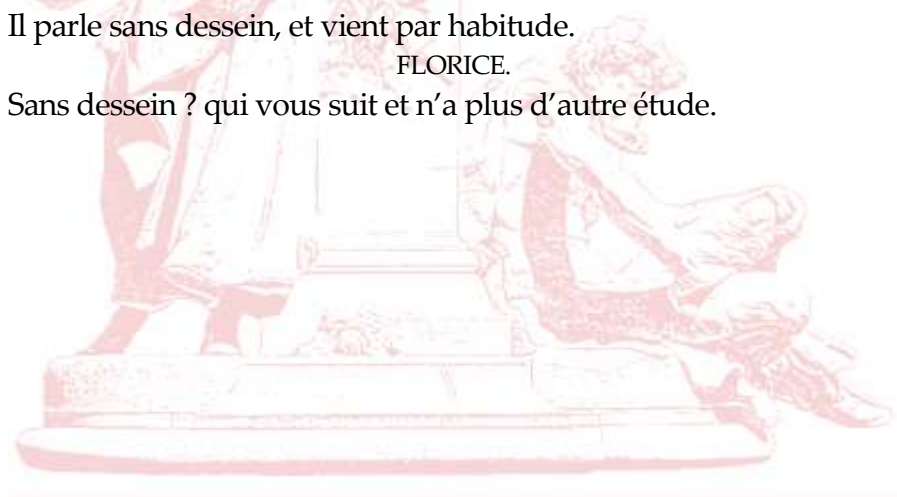 Il parle sans dessein, et vient par habitude.
FLORICE.
Sans dessein ? qui vous suit et n’a plus d’autre étude.